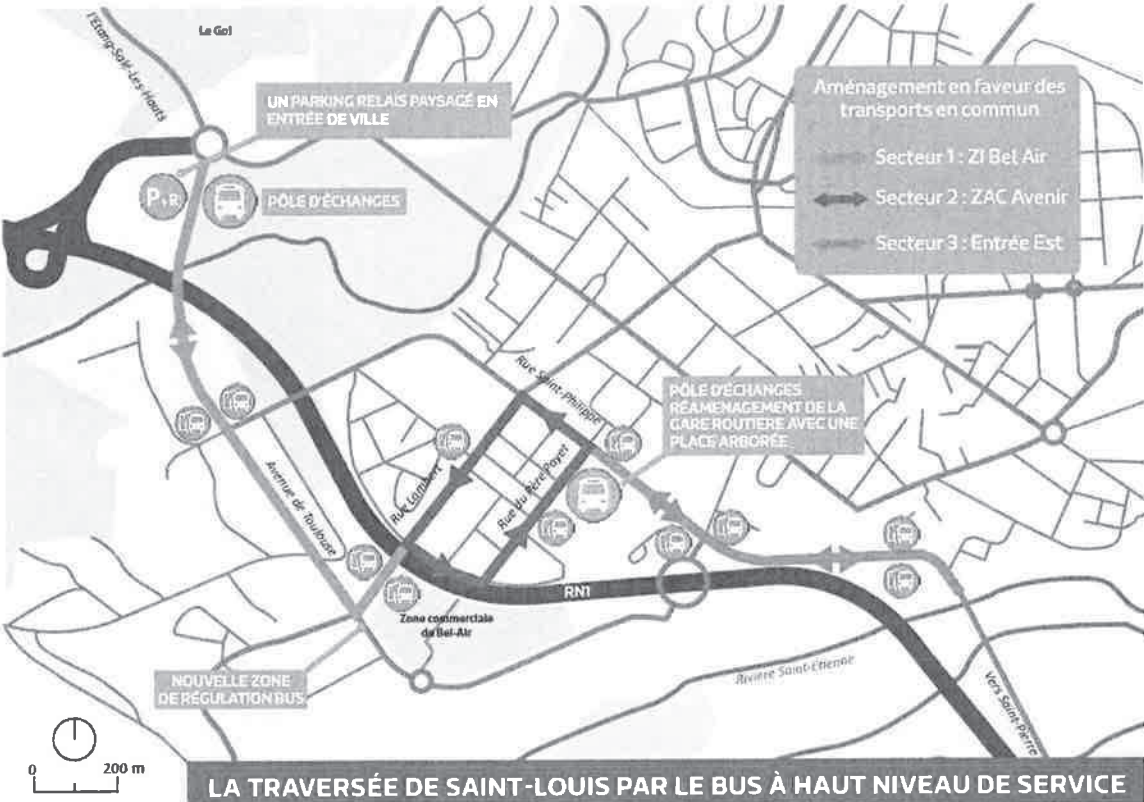 l'Etang-Salé-Les-Hauts
Le Gol
UN PARKING RELAIS PAYSAGÉ EN
ENTRÉE DE VILLE
P+R
PÔLE D'ÉCHANGES
Aménagement en faveur des
transports en commun
Secteur 1 : ZI Bel Air
Secteur 2 : ZAC Avenir
Secteur 3 : Entrée Est
Rue Saint-Philippe
PÔLE D'ÉCHANGES
RÉAMENAGEMENT DE LA
GARE ROUTIERE AVEC UNE
PLACE ARBORÉE
Avenue de Toulouse
Rue Lambert
Rue du Père Payet
RN1
Zone commerciale
de Bel-Air
NOUVELLE ZONE
DE RÉGULATION BUS
Rivière Saint-Étienne
Vers Saint-Pierre
0 200 m
LA TRAVERSÉE DE SAINT-LOUIS PAR LE BUS À HAUT NIVEAU DE SERVICE